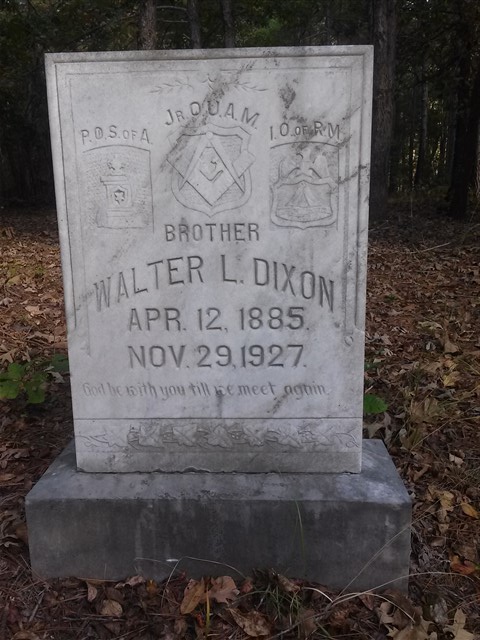 P.O.S. of A.
Jr. O.U.A.M.
I.O. of R.M.
BROTHER
WALTER L. DIXON
APR. 12, 1885.
NOV. 29, 1927.
God be with you till we meet again.